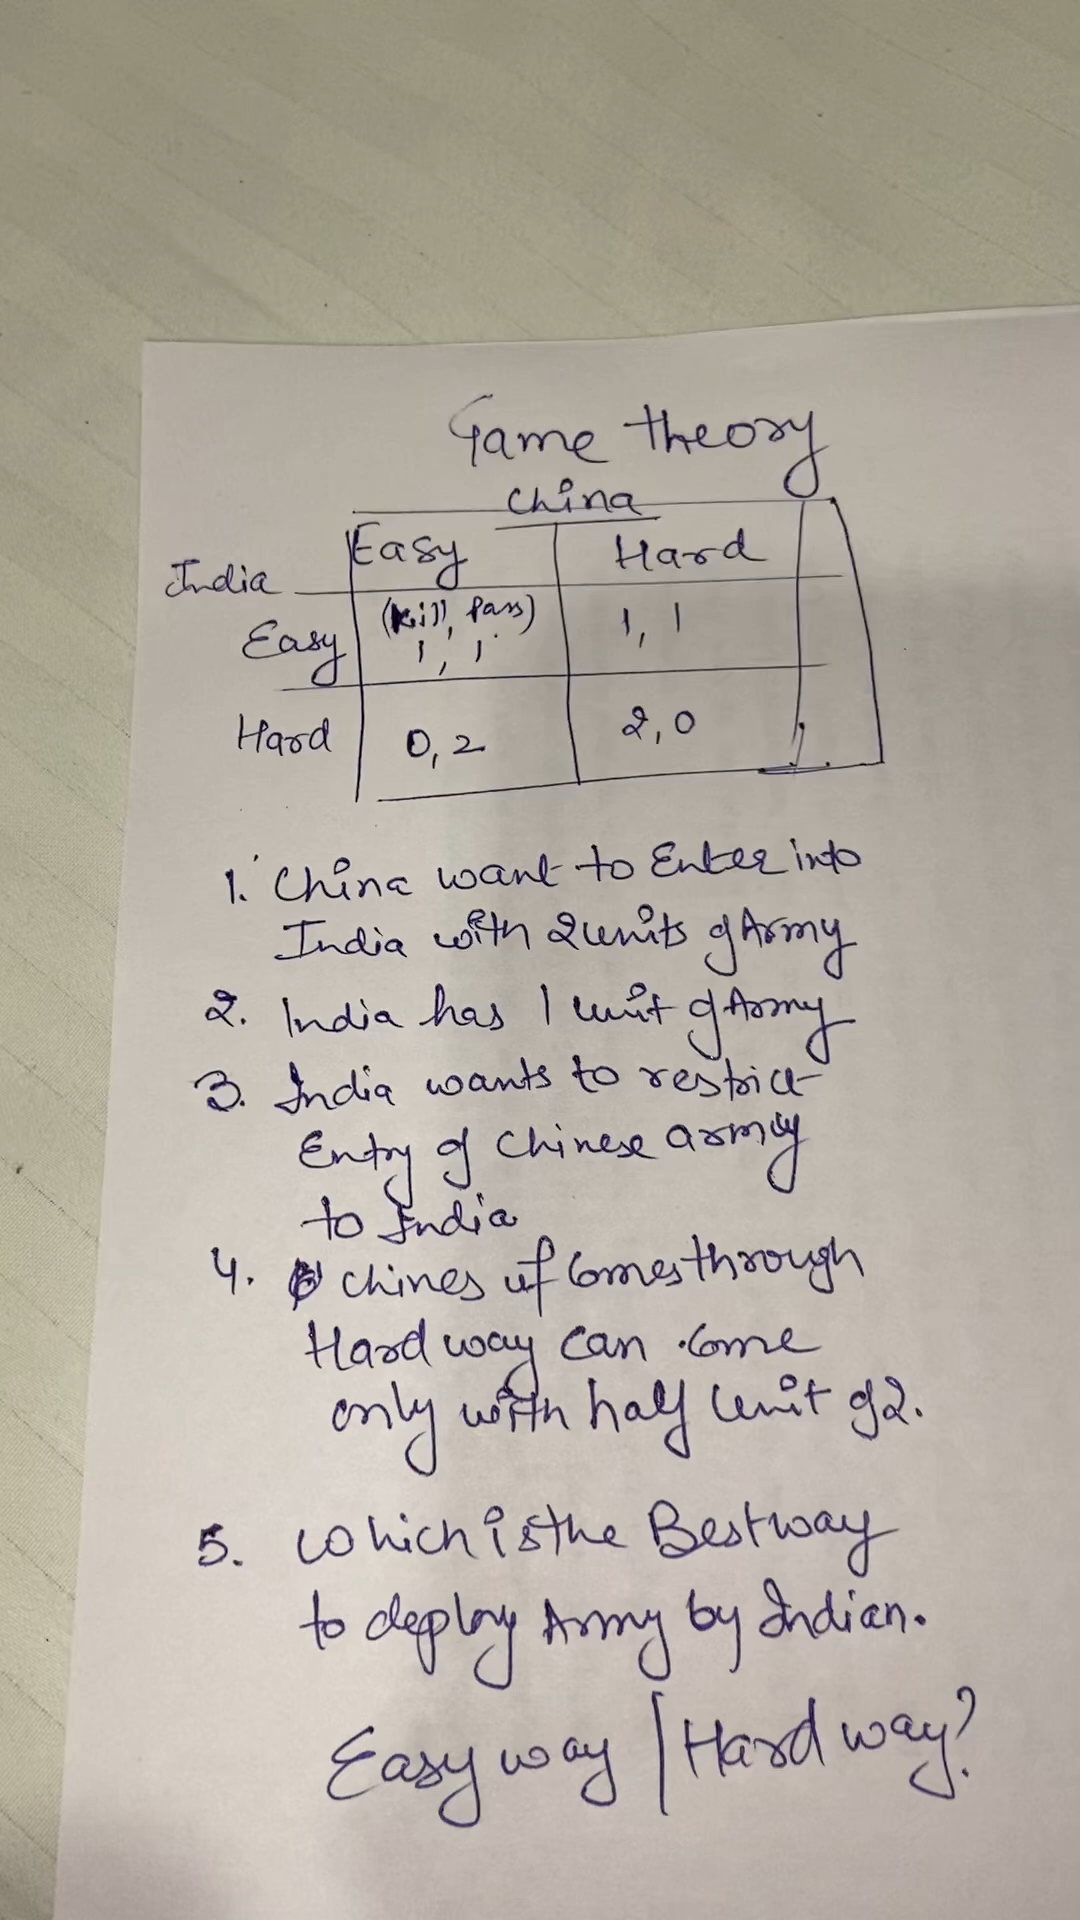 Game theory
China
Easy Hard
India
(Kill, Pass)
Easy 1, 1 1, 1
Hard 0, 2 2, 0
1. China want to Enter into
India with 2 units of Army
2. India has 1 unit of Army
3. India wants to restrict
Entry of Chinese army
to India
4. Chines if Comes through
Hard way can come
only with half unit of 2.
5. Which is the Best way
to deploy Army by Indian.
Easy way / Hard way?